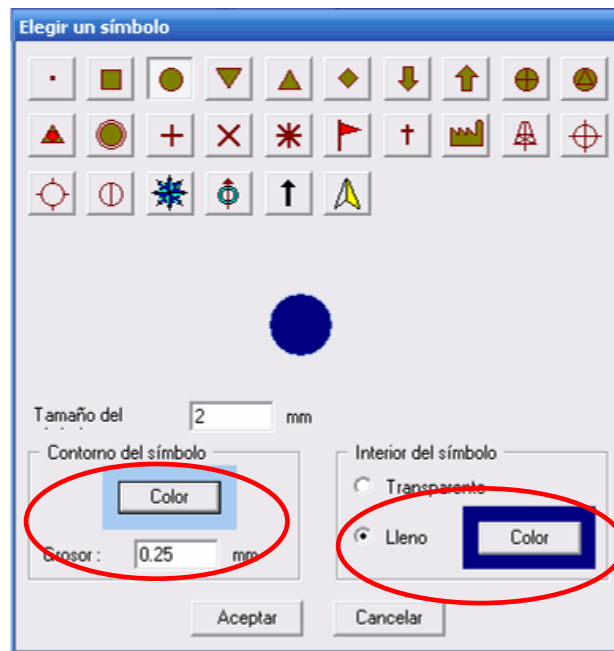 Elegir un símbolo
Tamaño del
2
mm
Contorno del símbolo
Color
Grosor :
0.25
mm
Interior del símbolo
Transparente
Lleno
Color
Aceptar
Cancelar